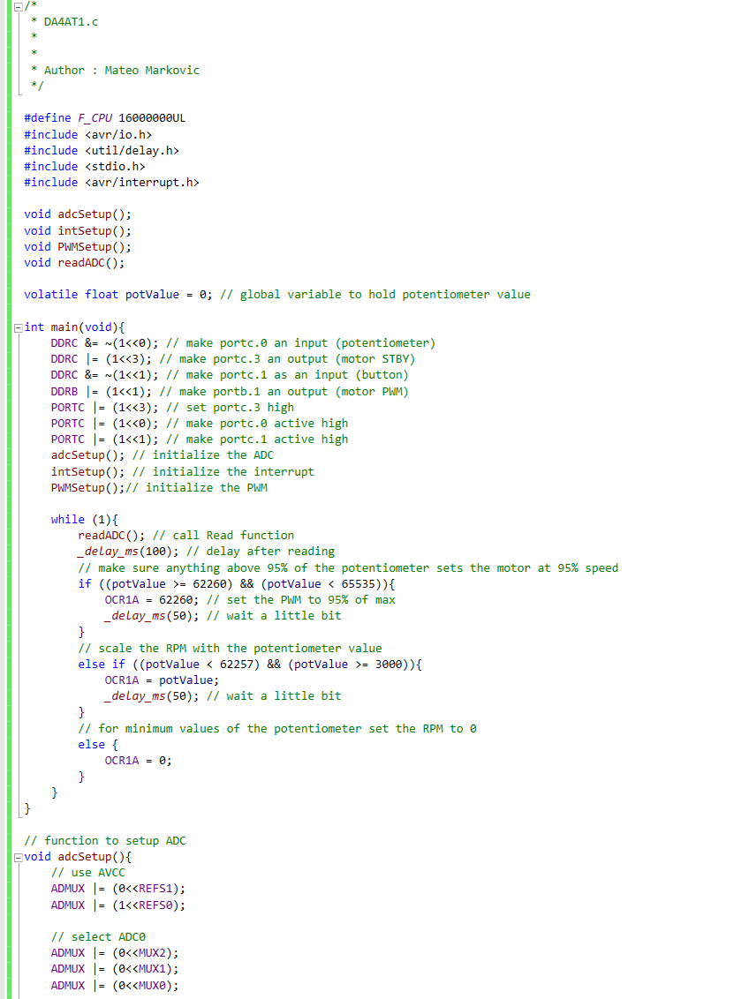 /*
 * DA4AT1.c
 *
 *
 * Author : Mateo Markovic
 */

#define F_CPU 16000000UL
#include <avr/io.h>
#include <util/delay.h>
#include <stdio.h>
#include <avr/interrupt.h>

void adcSetup();
void intSetup();
void PWMSetup();
void readADC();

volatile float potValue = 0; // global variable to hold potentiometer value

int main(void){
    DDRC &= ~(1<<0); // make portc.0 an input (potentiometer)
    DDRC |= (1<<3); // make portc.3 an output (motor STBY)
    DDRC &= ~(1<<1); // make portc.1 as an input (button)
    DDRB |= (1<<1); // make portb.1 an output (motor PWM)
    PORTC |= (1<<3); // set portc.3 high
    PORTC |= (1<<0); // make portc.0 active high
    PORTC |= (1<<1); // make portc.1 active high
    adcSetup(); // initialize the ADC
    intSetup(); // initialize the interrupt
    PWMSetup();// initialize the PWM

    while (1){
        readADC(); // call Read function
        _delay_ms(100); // delay after reading
        // make sure anything above 95% of the potentiometer sets the motor at 95% speed
        if ((potValue >= 62260) && (potValue < 65535)){
            OCR1A = 62260; // set the PWM to 95% of max
            _delay_ms(50); // wait a little bit
        }
        // scale the RPM with the potentiometer value
        else if ((potValue < 62257) && (potValue >= 3000)){
            OCR1A = potValue;
            _delay_ms(50); // wait a little bit
        }
        // for minimum values of the potentiometer set the RPM to 0
        else {
            OCR1A = 0;
        }
    }
}

// function to setup ADC
void adcSetup(){
    // use AVCC
    ADMUX |= (0<<REFS1);
    ADMUX |= (1<<REFS0);

    // select ADC0
    ADMUX |= (0<<MUX2);
    ADMUX |= (0<<MUX1);
    ADMUX |= (0<<MUX0);